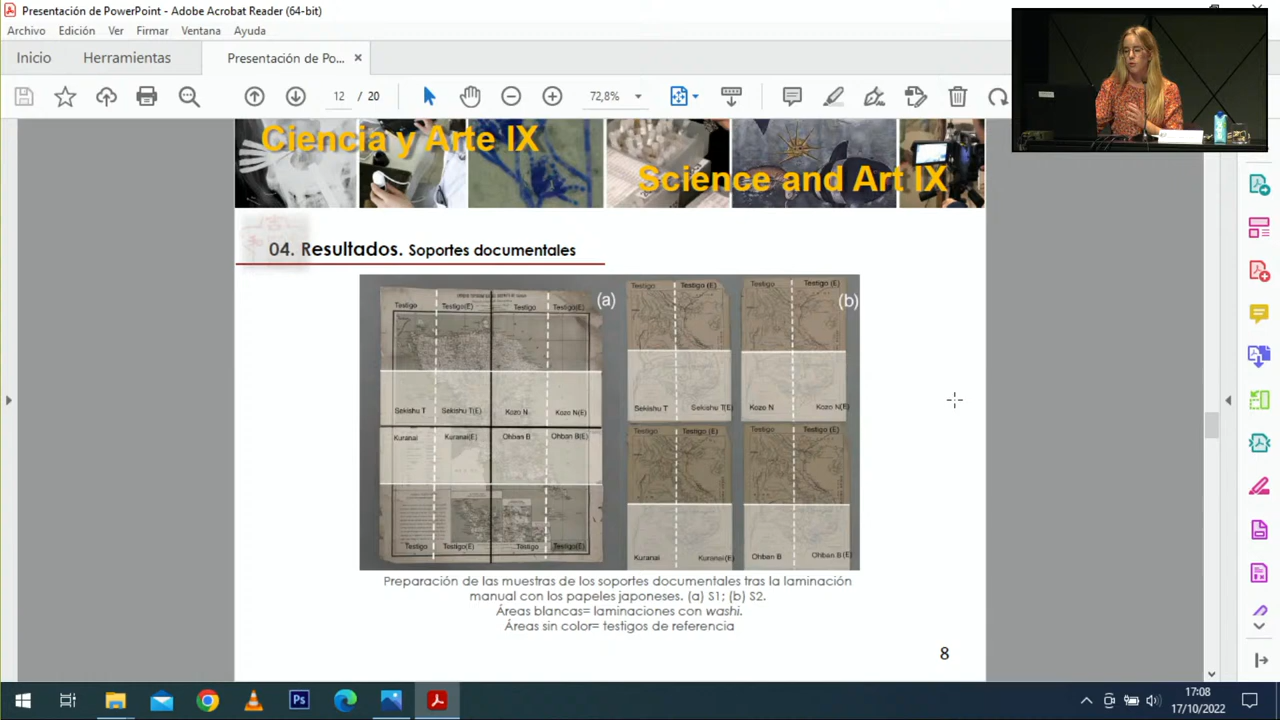 Presentación de PowerPoint - Adobe Acrobat Reader (64-bit)
Archivo Edición Ver Firmar Ventana Ayuda
Inicio Herramientas Presentación de Po... ×
12 / 20 72,8%
Ciencia y Arte IX
Science and Art IX
04. Resultados. Soportes documentales
Testigo Testigo(E) Testigo Testigo(E) (a)
Sekishu T Sekishu T(E) Kozo N Kozo N(E)
Kuranai Kuranai(E) Ohban B Ohban B(E)
Testigo Testigo(E) Testigo Testigo(E)
Testigo Testigo (E) Testigo Testigo (E) (b)
Sekishu T Sekishu T(E) Kozo N Kozo N(E)
Testigo Testigo (E) Testigo Testigo (E)
Kuranai Kuranai(E) Ohban B Ohban B(E)
Preparación de las muestras de los soportes documentales tras la laminación
manual con los papeles japoneses. (a) S1; (b) S2.
Áreas blancas= laminaciones con washi.
Áreas sin color= testigos de referencia
8
Ps
17:08
17/10/2022